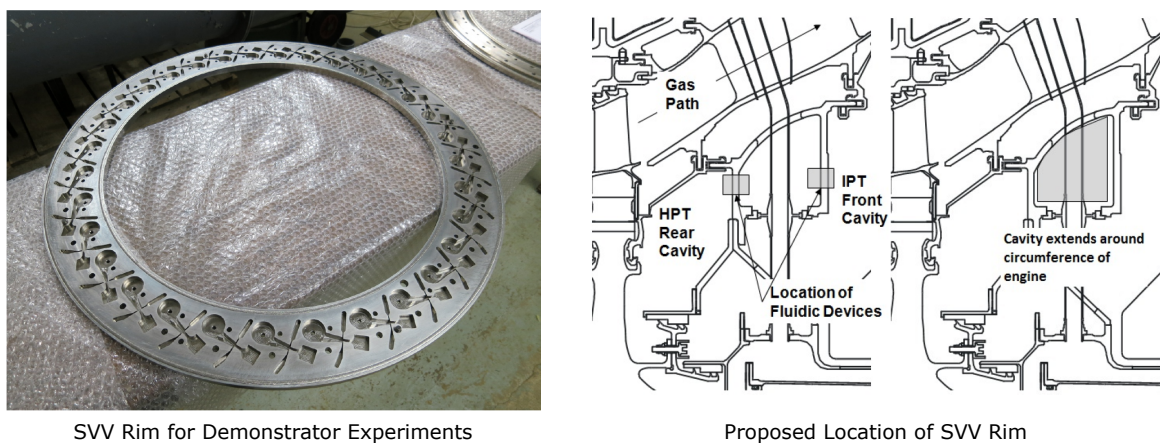 Gas
Path
HPT
Rear
Cavity
IPT
Front
Cavity
Location of
Fluidic Devices
Cavity extends around
circumference of
engine
SVV Rim for Demonstrator Experiments
Proposed Location of SVV Rim